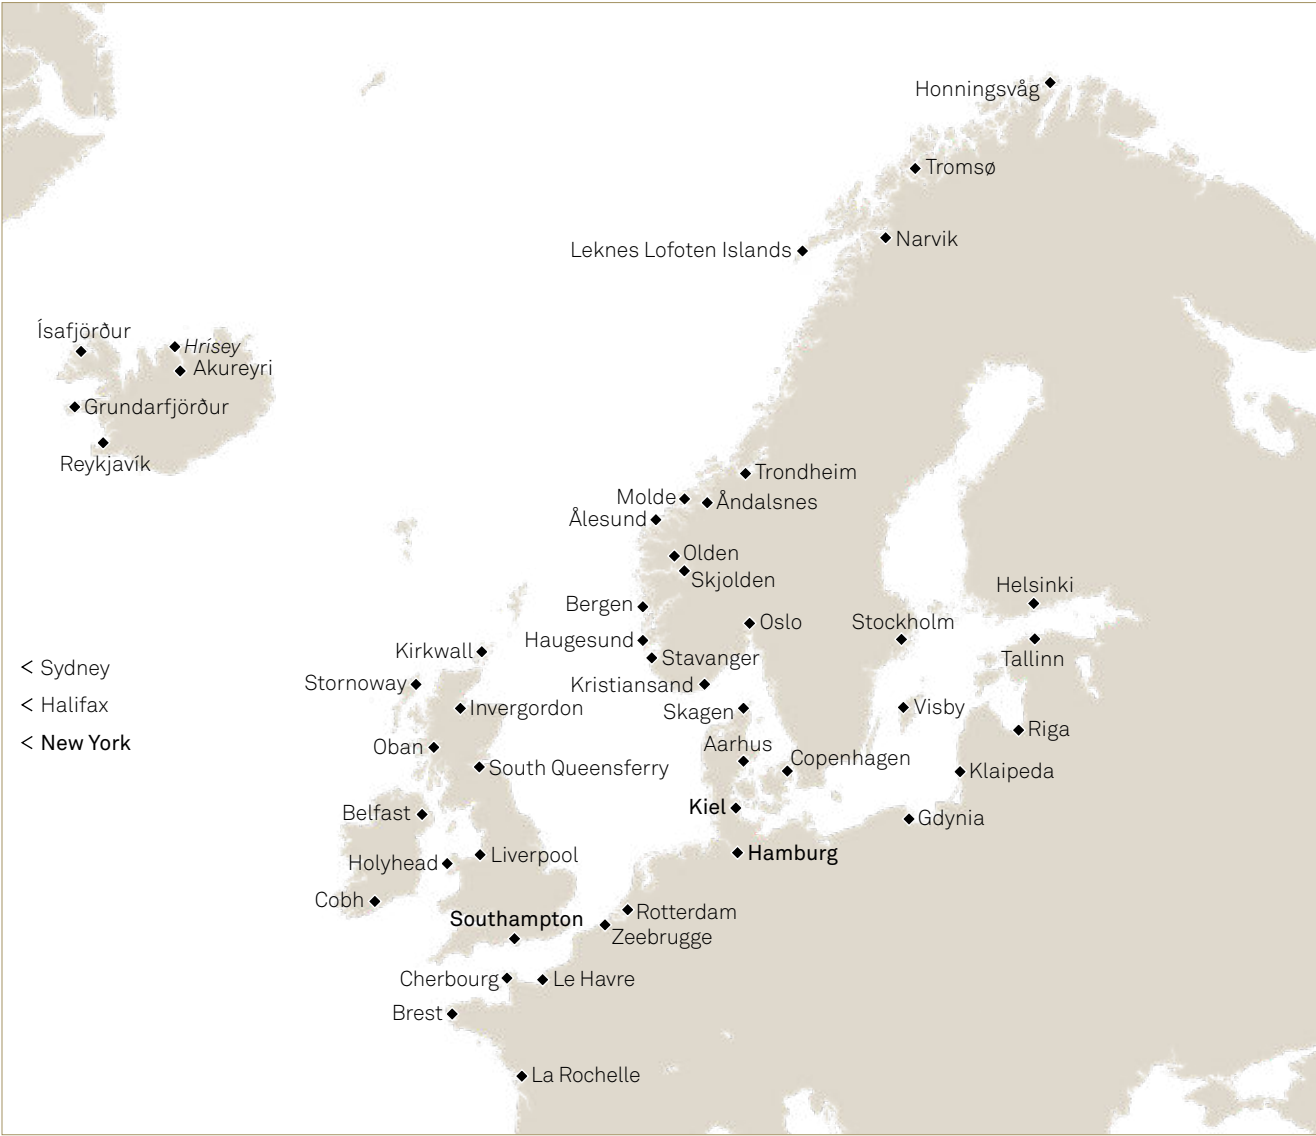 Honningsvåg
Tromsø
Narvik
Leknes Lofoten Islands
Ísafjörður
Hrísey
Akureyri
Grundarfjörður
Reykjavík
Trondheim
Molde
Åndalsnes
Ålesund
Olden
Skjolden
Helsinki
Bergen
Oslo
Stockholm
Haugesund
Kirkwall
Stavanger
Tallinn
< Sydney
Stornoway
Kristiansand
< Halifax
Invergordon
Skagen
Visby
Riga
< New York
Oban
Aarhus
Copenhagen
South Queensferry
Klaipeda
Kiel
Belfast
Gdynia
Hamburg
Liverpool
Holyhead
Cobh
Rotterdam
Southampton
Zeebrugge
Cherbourg
Le Havre
Brest
La Rochelle